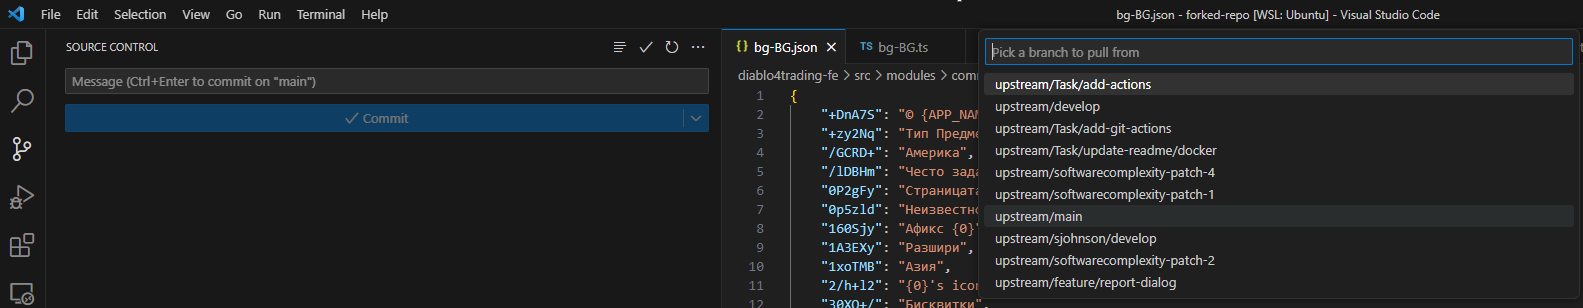 File Edit Selection View Go Run Terminal Help
bg-BG.json - forked-repo [WSL: Ubuntu] - Visual Studio Code
SOURCE CONTROL
Message (Ctrl+Enter to commit on "main")
Commit
{} bg-BG.json
TS bg-BG.ts
diablo4trading-fe > src > modules >
1 {
2 "+DnA7S": "© {APP_NAM
3 "+zy2Nq": "Тип Предме
4 "/GCRD+": "Америка",
5 "/lDBHm": "Често зада
6 "0P2gFy": "Страницата
7 "0p5zld": "Неизвестно
8 "160Sjy": "Афикс {0}"
9 "1A3EXy": "Разшири",
10 "1xoTMB": "Азия",
11 "2/h+l2": "{0}'s icon
12 "30XO+/": "Бисквитки",
Pick a branch to pull from
upstream/Task/add-actions
upstream/develop
upstream/Task/add-git-actions
upstream/Task/update-readme/docker
upstream/softwarecomplexity-patch-4
upstream/softwarecomplexity-patch-1
upstream/main
upstream/sjohnson/develop
upstream/softwarecomplexity-patch-2
upstream/feature/report-dialog